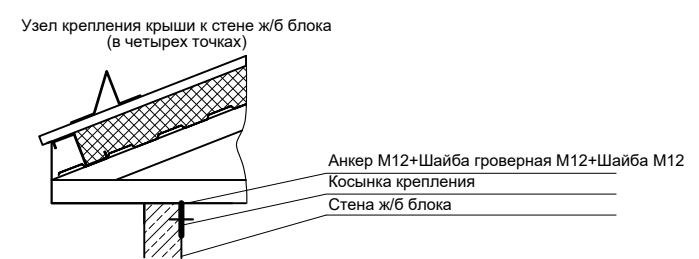 Узел крепления крыши к стене ж/б блока
(в четырех точках)
Анкер М12+Шайба гроверная М12+Шайба М12
Косынка крепления
Стена ж/б блока